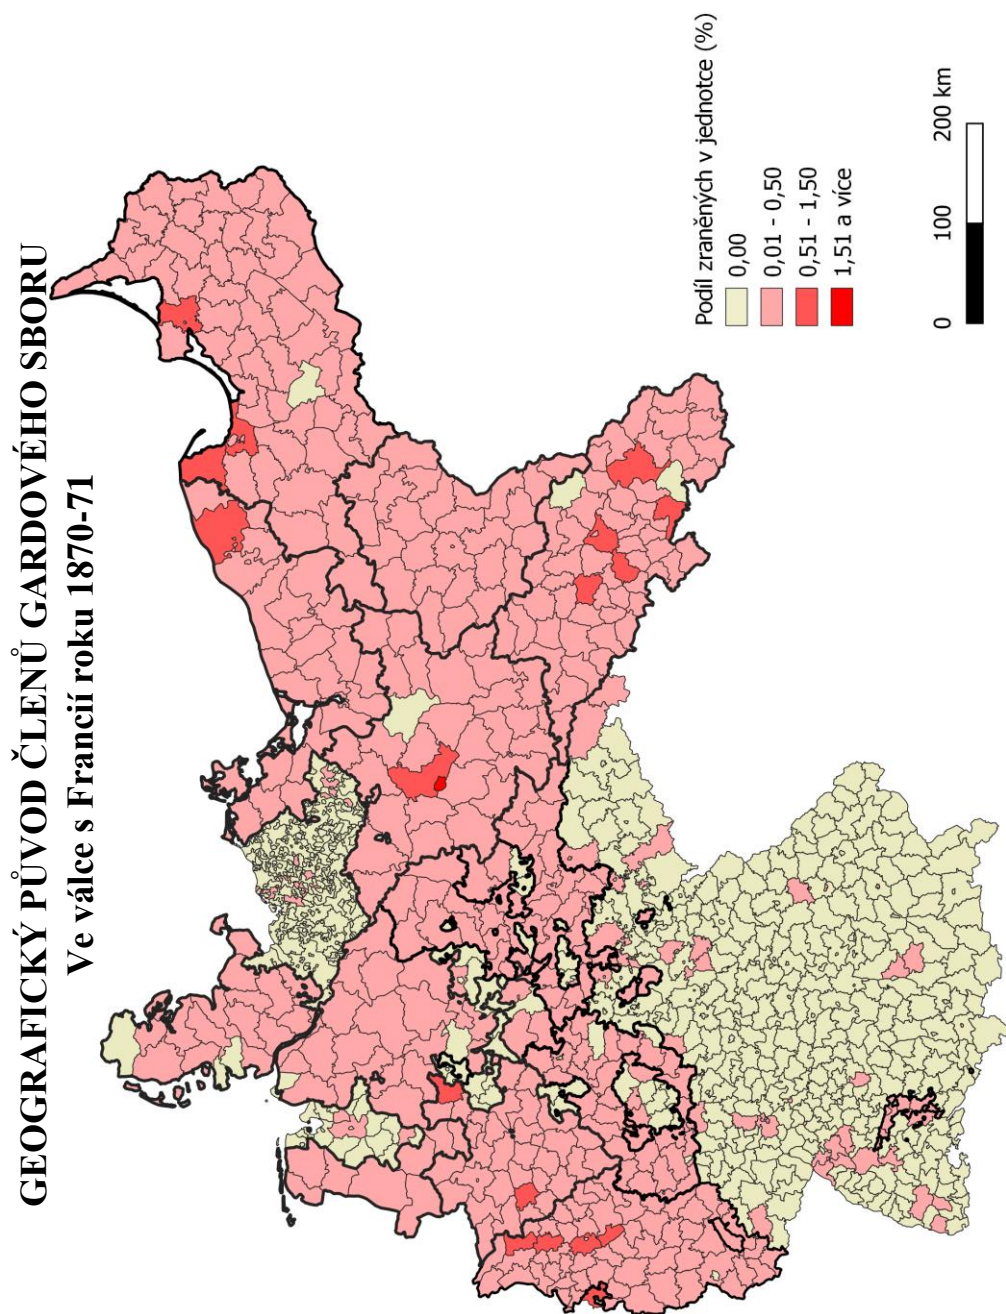 GEOGRAFICKÝ PŮVOD ČLENŮ GARDOVÉHO SBORU
Ve válce s Francií roku 1870-71
Podíl zraněných v jednotce (%)
0,00
0,01 - 0,50
0,51 - 1,50
1,51 a více
0 100 200 km